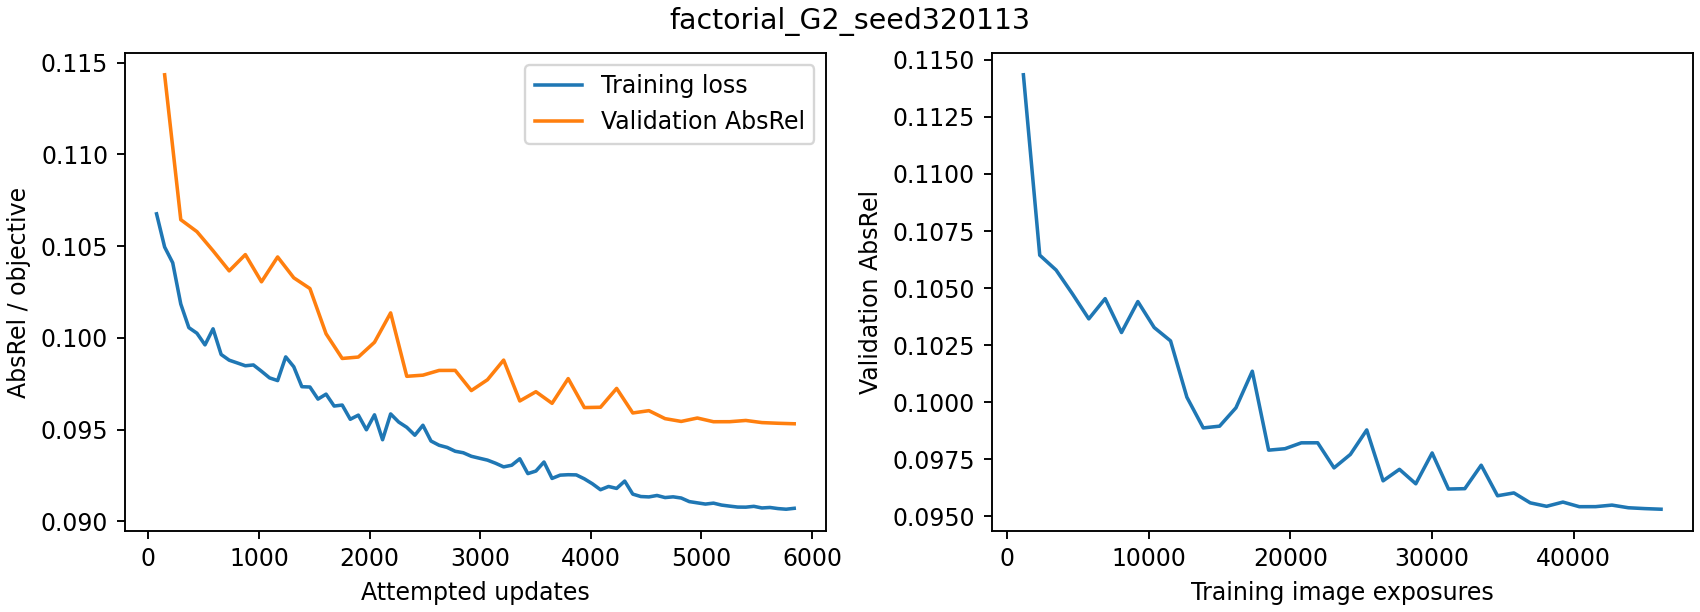 factorial_G2_seed320113
AbsRel / objective
0.115
0.110
0.105
0.100
0.095
0.090
Training loss
Validation AbsRel
0 1000 2000 3000 4000 5000 6000
Attempted updates
Validation AbsRel
0.1150
0.1125
0.1100
0.1075
0.1050
0.1025
0.1000
0.0975
0.0950
0 10000 20000 30000 40000
Training image exposures